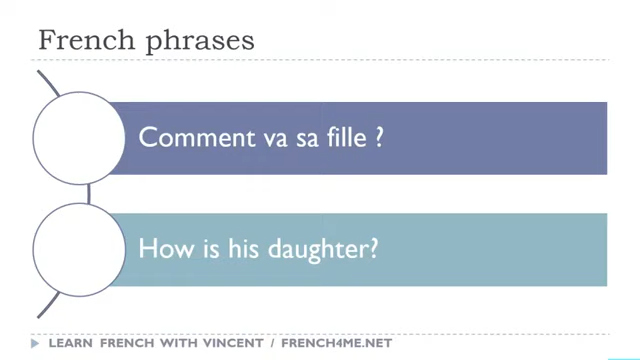 French phrases
Comment va sa fille ?
How is his daughter?
LEARN FRENCH WITH VINCENT / FRENCH4ME.NET